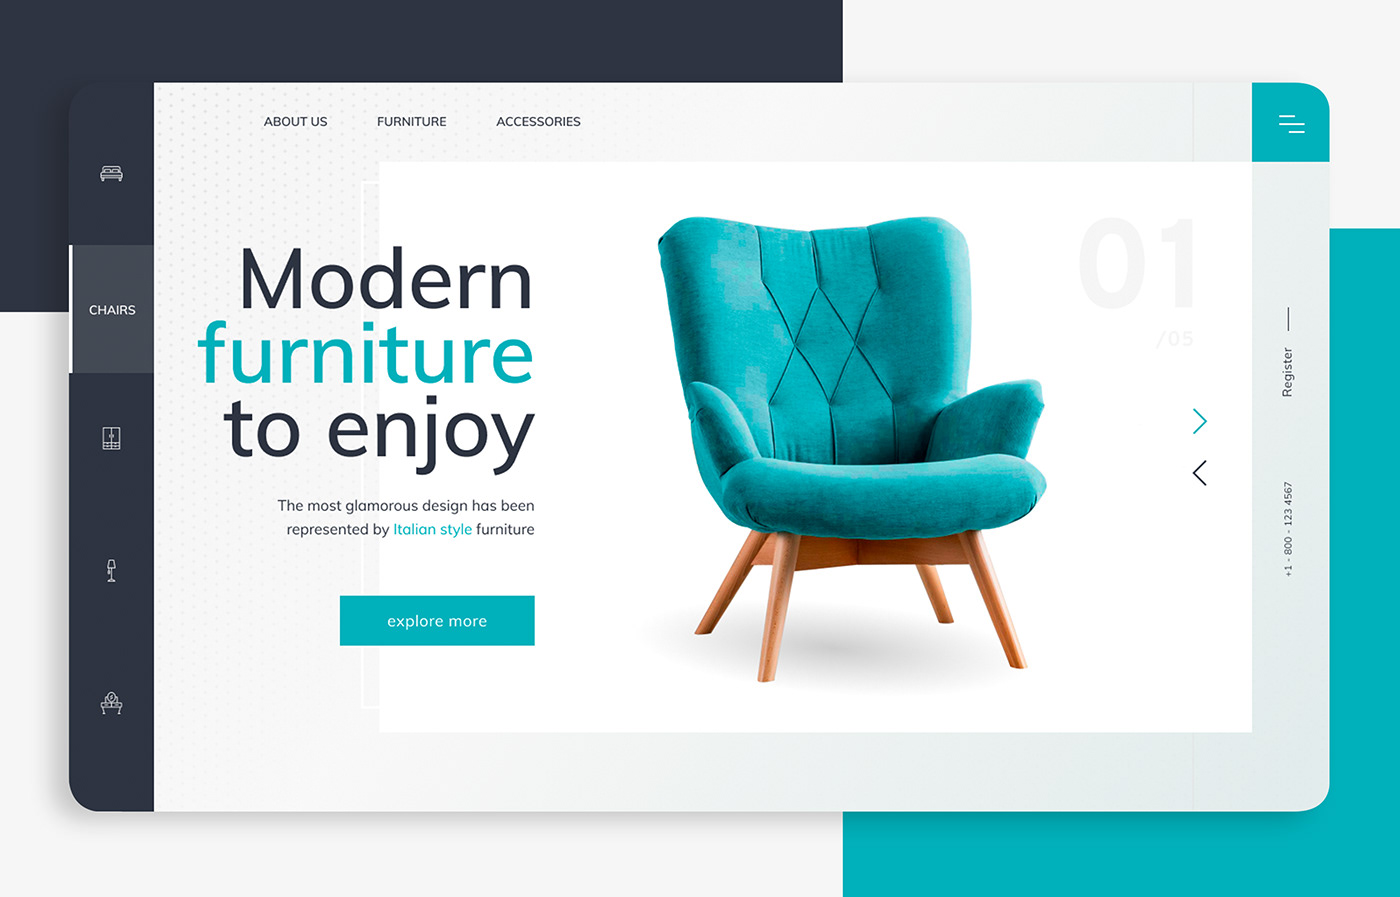 ABOUT US
FURNITURE
ACCESSORIES
CHAIRS
Modern
furniture
to enjoy
The most glamorous design has been
represented by Italian style furniture
explore more
01
/05
Register
+1 - 800 - 123 4567